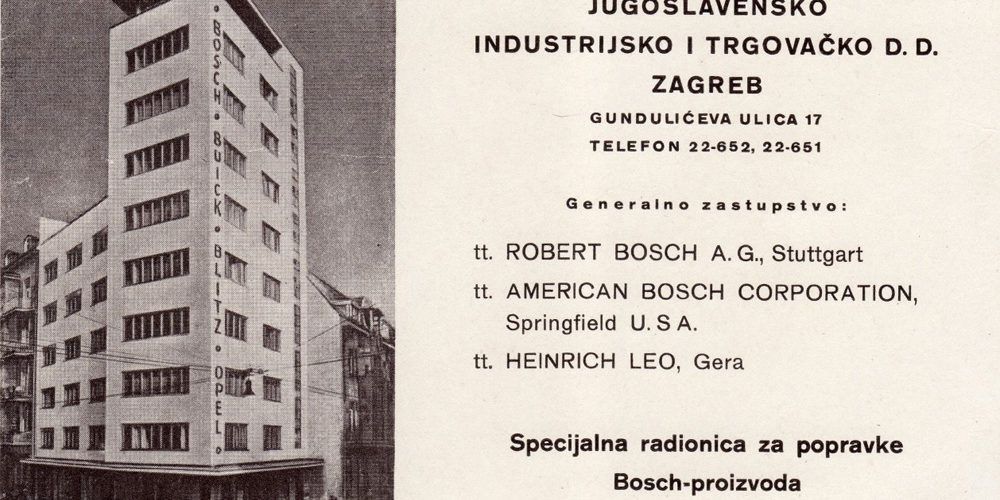 · BOSCH · BUICK · BLITZ · OPEL ·
JUGOSLAVENSKO
INDUSTRIJSKO I TRGOVAČKO D. D.
ZAGREB
GUNDULIĆEVA ULICA 17
TELEFON 22-652, 22-651
Generalno zastupstvo:
tt. ROBERT BOSCH A. G., Stuttgart
tt. AMERICAN BOSCH CORPORATION,
Springfield U. S A.
tt. HEINRICH LEO, Gera
Specijalna radionica za popravke
Bosch-proizvoda